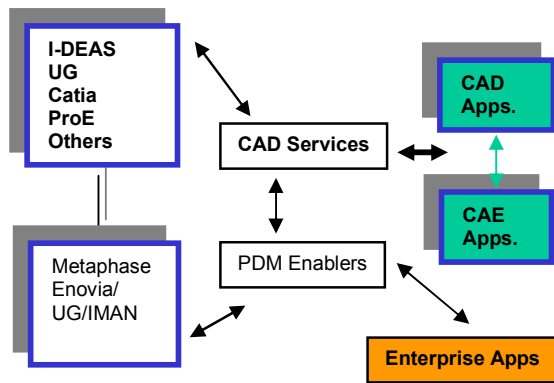 I-DEAS
UG
Catia
ProE
Others
CAD Services
CAD
Apps.
CAE
Apps.
Metaphase
Enovia/
UG/IMAN
PDM Enablers
Enterprise Apps